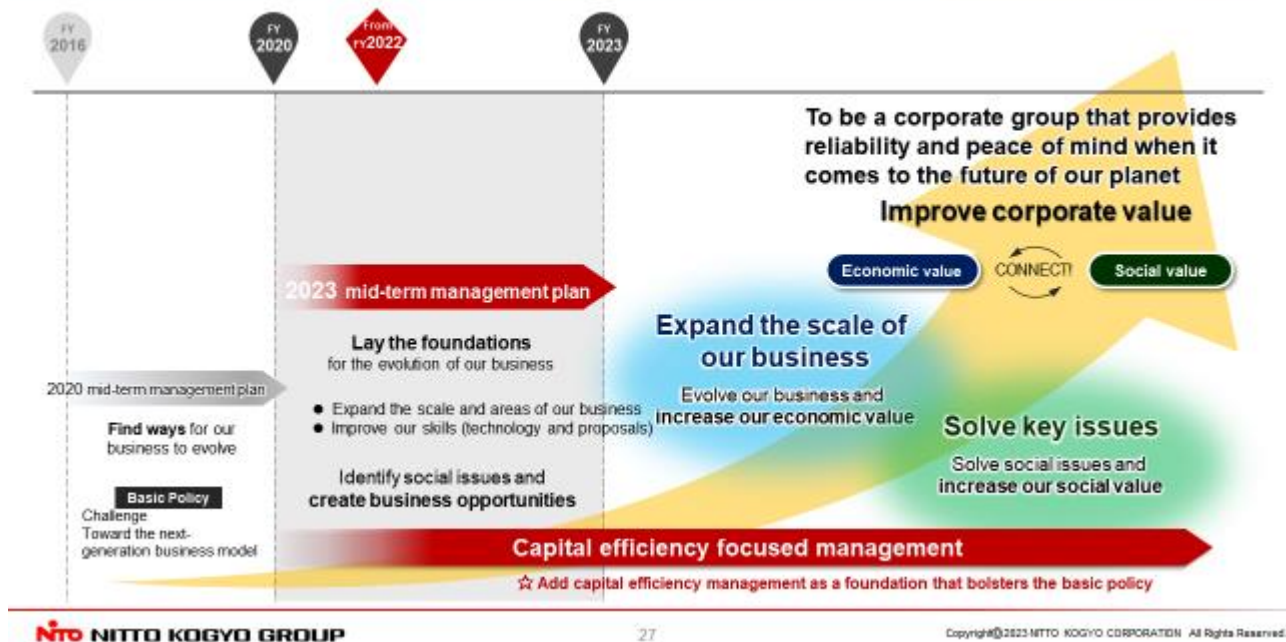 FY
2016
FY
2020
From
FY2022
FY
2023
To be a corporate group that provides
reliability and peace of mind when it
comes to the future of our planet
Improve corporate value
Economic value
CONNECT!
Social value
2023 mid-term management plan
Lay the foundations
for the evolution of our business
● Expand the scale and areas of our business
● Improve our skills (technology and proposals)
Identify social issues and
create business opportunities
2020 mid-term management plan
Find ways for our
business to evolve
Basic Policy
Challenge
Toward the next-
generation business model
Expand the scale of
our business
Evolve our business and
increase our economic value
Solve key issues
Solve social issues and
increase our social value
Capital efficiency focused management
☆ Add capital efficiency management as a foundation that bolsters the basic policy
NITO NITTO KOGYO GROUP
27
Copyright©2023 NITTO KOGYO CORPORATION All Rights Reserved